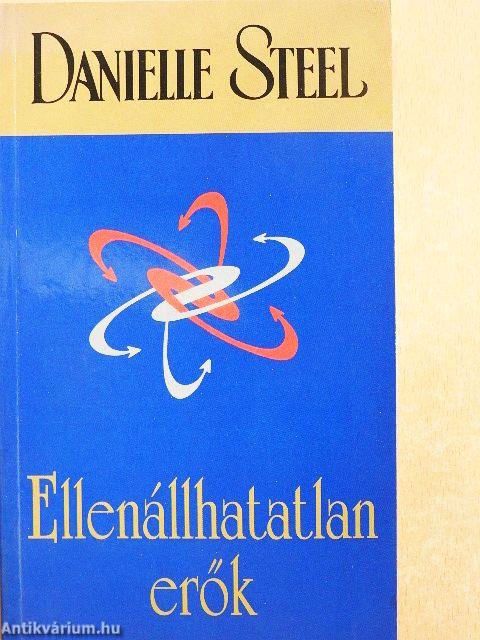 DANIELLE STEEL
Ellenállhatatlan
erők
Antikvárium.hu